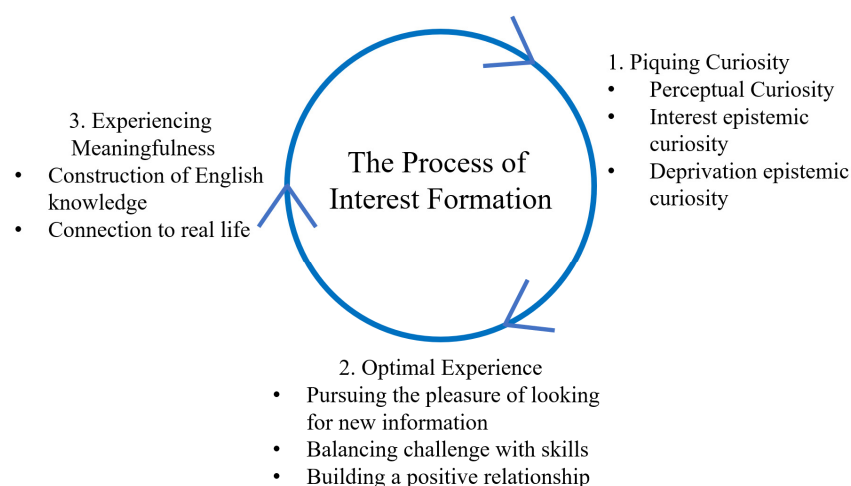 The Process of
Interest Formation
1. Piquing Curiosity
• Perceptual Curiosity
• Interest epistemic
curiosity
• Deprivation epistemic
curiosity
2. Optimal Experience
• Pursuing the pleasure of looking
for new information
• Balancing challenge with skills
• Building a positive relationship
3. Experiencing
Meaningfulness
• Construction of English
knowledge
• Connection to real life